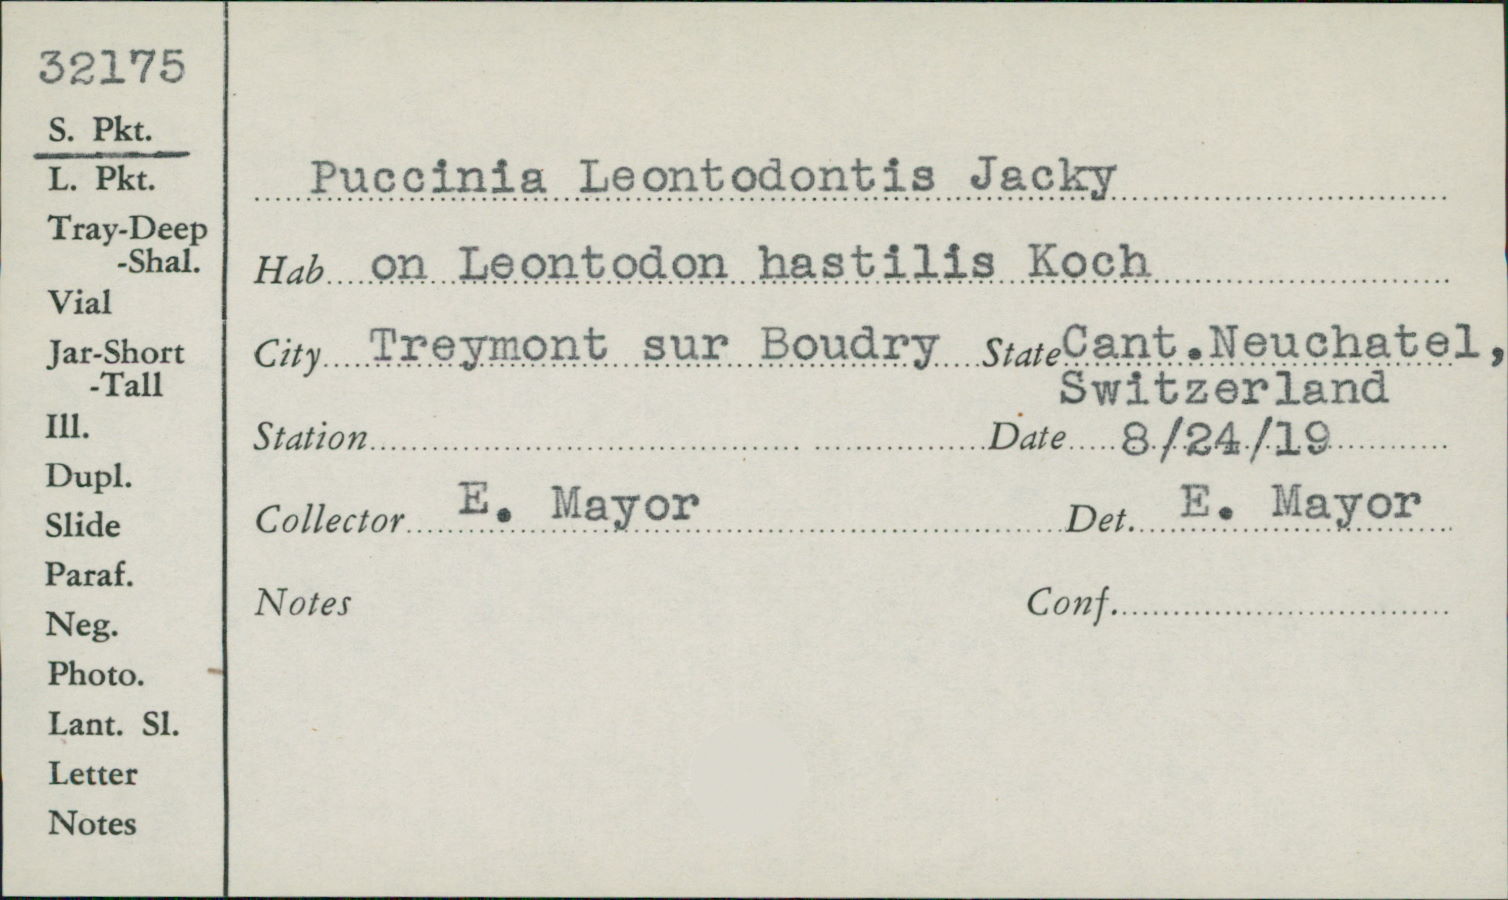 32175
S. Pkt.
L. Pkt.
Tray-Deep
-Shal.
Vial
Jar-Short
-Tall
Ill.
Dupl.
Slide
Paraf.
Neg.
Photo.
Lant. Sl.
Letter
Notes
Puccinia Leontodontis Jacky
Hab on Leontodon hastilis Koch
City Treymont sur Boudry State Cant.Neuchatel,
Switzerland
Station Date 8/24/19
Collector E. Mayor Det. E. Mayor
Notes Conf.